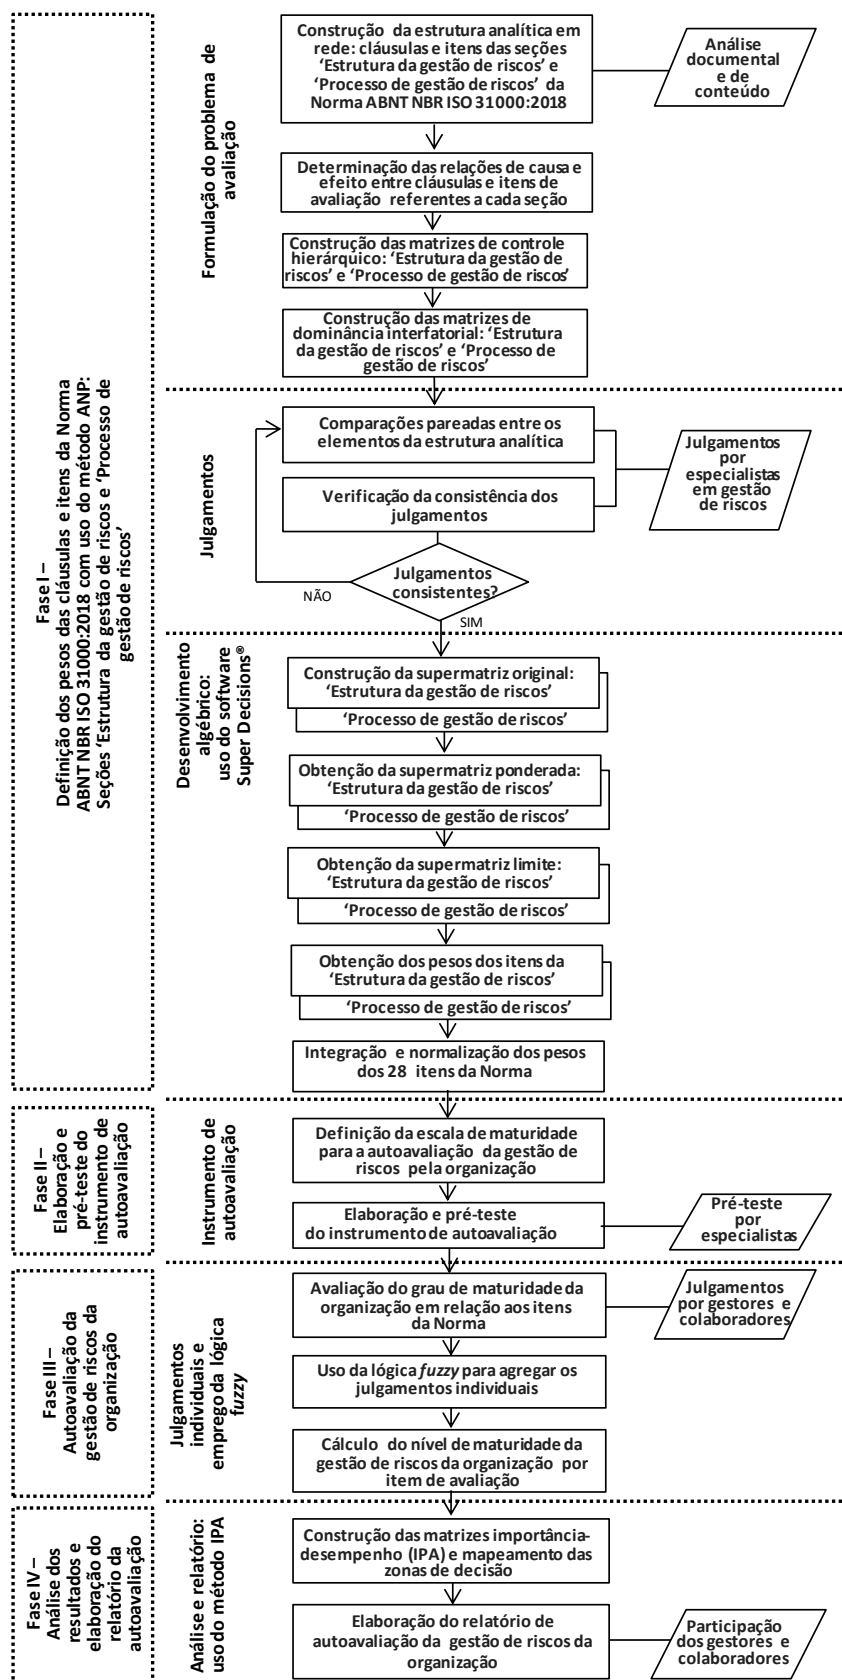 Fase I –
Definição dos pesos das cláusulas e itens da Norma
ABNT NBR ISO 31000:2018 com uso do método ANP:
Seções ‘Estrutura da gestão de riscos e ‘Processo de
gestão de riscos’
Formulação do problema de
avaliação
Construção da estrutura analítica em
rede: cláusulas e itens das seções
‘Estrutura da gestão de riscos’ e
‘Processo de gestão de riscos’ da
Norma ABNT NBR ISO 31000:2018
Análise
documental
e de
conteúdo
Determinação das relações de causa e
efeito entre cláusulas e itens de
avaliação referentes a cada seção
Construção das matrizes de controle
hierárquico: ‘Estrutura da gestão de
riscos’ e ‘Processo de gestão de riscos’
Construção das matrizes de
dominância interfatorial: ‘Estrutura
da gestão de riscos’ e ‘Processo de
gestão de riscos’
Julgamentos
Comparações pareadas entre os
elementos da estrutura analítica
Verificação da consistência dos
julgamentos
Julgamentos
por
especialistas
em gestão
de riscos
Julgamentos
consistentes?
NÃO
SIM
Desenvolvimento
algébrico:
uso do software
Super Decisions®
Construção da supermatriz original:
‘Estrutura da gestão de riscos’
‘Processo de gestão de riscos’
Obtenção da supermatriz ponderada:
‘Estrutura da gestão de riscos’
‘Processo de gestão de riscos’
Obtenção da supermatriz limite:
‘Estrutura da gestão de riscos’
‘Processo de gestão de riscos’
Obtenção dos pesos dos itens da
‘Estrutura da gestão de riscos’
‘Processo de gestão de riscos’
Integração e normalização dos pesos
dos 28 itens da Norma
Fase II –
Elaboração e
pré-teste do
instrumento de
autoavaliação
Instrumento de
autoavaliação
Definição da escala de maturidade
para a autoavaliação da gestão de
riscos pela organização
Elaboração e pré-teste
do instrumento de autoavaliação
Pré-teste
por
especialistas
Fase III –
Autoavaliação da
gestão de riscos da
organização
Julgamentos
individuais e
emprego da lógica
fuzzy
Avaliação do grau de maturidade da
organização em relação aos itens
da Norma
Julgamentos
por gestores e
colaboradores
Uso da lógica fuzzy para agregar os
julgamentos individuais
Cálculo do nível de maturidade da
gestão de riscos da organização por
item de avaliação
Fase IV –
Análise dos
resultados e
elaboração do
relatório da
autoavaliação
Análise e relatório:
uso do método IPA
Construção das matrizes importância-
desempenho (IPA) e mapeamento das
zonas de decisão
Elaboração do relatório de
autoavaliação da gestão de riscos da
organização
Participação
dos gestores e
colaboradores